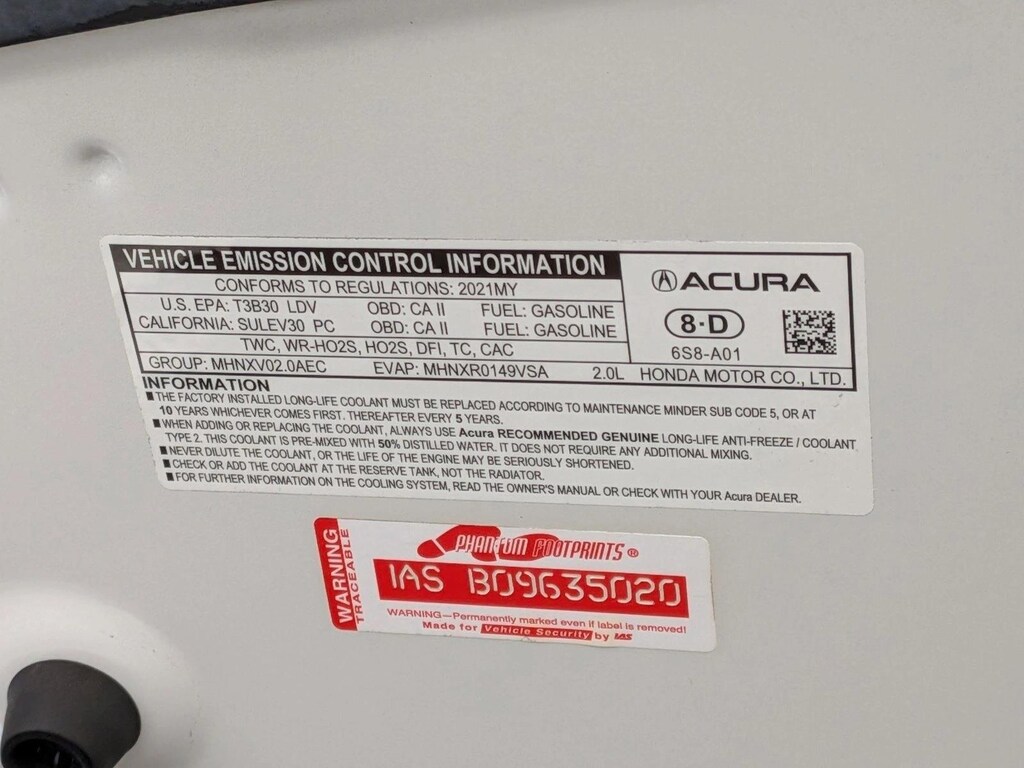 VEHICLE EMISSION CONTROL INFORMATION
CONFORMS TO REGULATIONS: 2021MY
U.S. EPA: T3B30 LDV OBD: CA II FUEL: GASOLINE
CALIFORNIA: SULEV30 PC OBD: CA II FUEL: GASOLINE
TWC, WR-HO2S, HO2S, DFI, TC, CAC
GROUP: MHNXV02.0AEC EVAP: MHNXR0149VSA 2.0L
ACURA
8·D
6S8-A01
HONDA MOTOR CO., LTD.
INFORMATION
■THE FACTORY INSTALLED LONG-LIFE COOLANT MUST BE REPLACED ACCORDING TO MAINTENANCE MINDER SUB CODE 5, OR AT
10 YEARS WHICHEVER COMES FIRST. THEREAFTER EVERY 5 YEARS.
■WHEN ADDING OR REPLACING THE COOLANT, ALWAYS USE Acura RECOMMENDED GENUINE LONG-LIFE ANTI-FREEZE / COOLANT
TYPE 2. THIS COOLANT IS PRE-MIXED WITH 50% DISTILLED WATER. IT DOES NOT REQUIRE ANY ADDITIONAL MIXING.
■NEVER DILUTE THE COOLANT, OR THE LIFE OF THE ENGINE MAY BE SERIOUSLY SHORTENED.
■CHECK OR ADD THE COOLANT AT THE RESERVE TANK, NOT THE RADIATOR.
■FOR FURTHER INFORMATION ON THE COOLING SYSTEM, READ THE OWNER'S MANUAL OR CHECK WITH YOUR Acura DEALER.
WARNING
TRACEABLE
PHANTOM FOOTPRINTS®
IAS B09635020
WARNING—Permanently marked even if label is removed!
Made for Vehicle Security by IAS